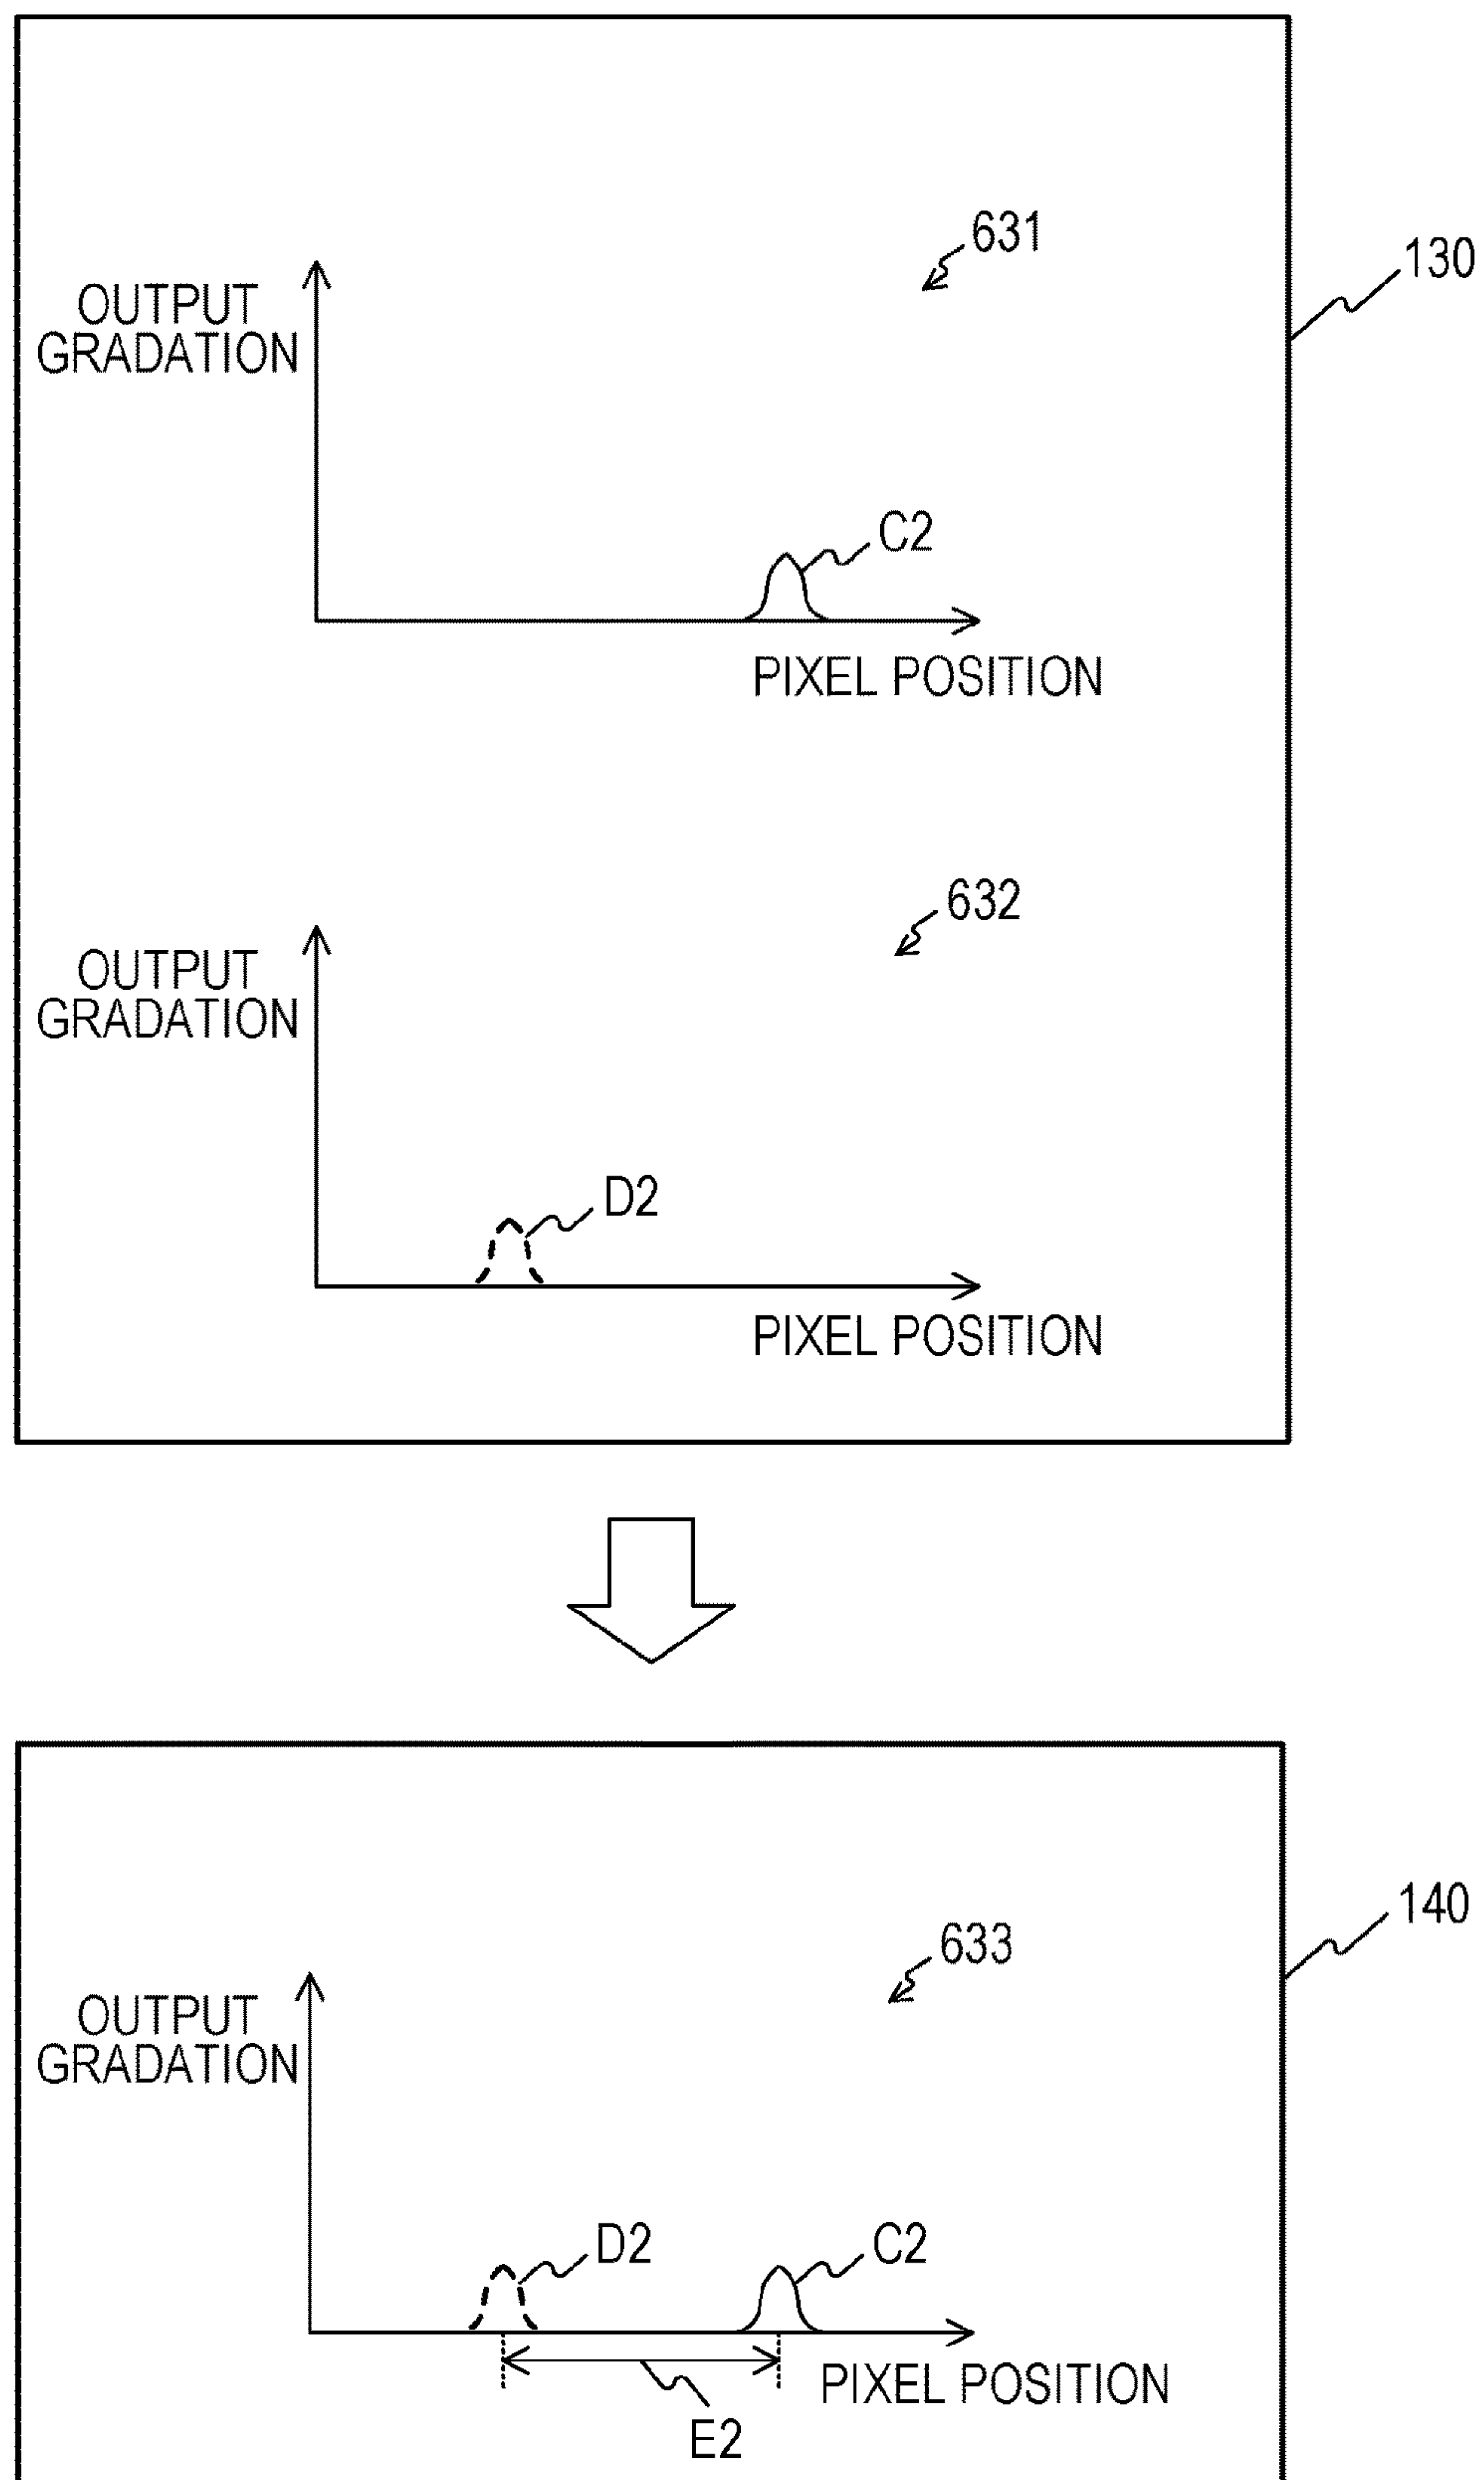 631
130
OUTPUT
GRADATION
C2
PIXEL POSITION
632
OUTPUT
GRADATION
D2
PIXEL POSITION
140
633
OUTPUT
GRADATION
D2
C2
PIXEL POSITION
E2